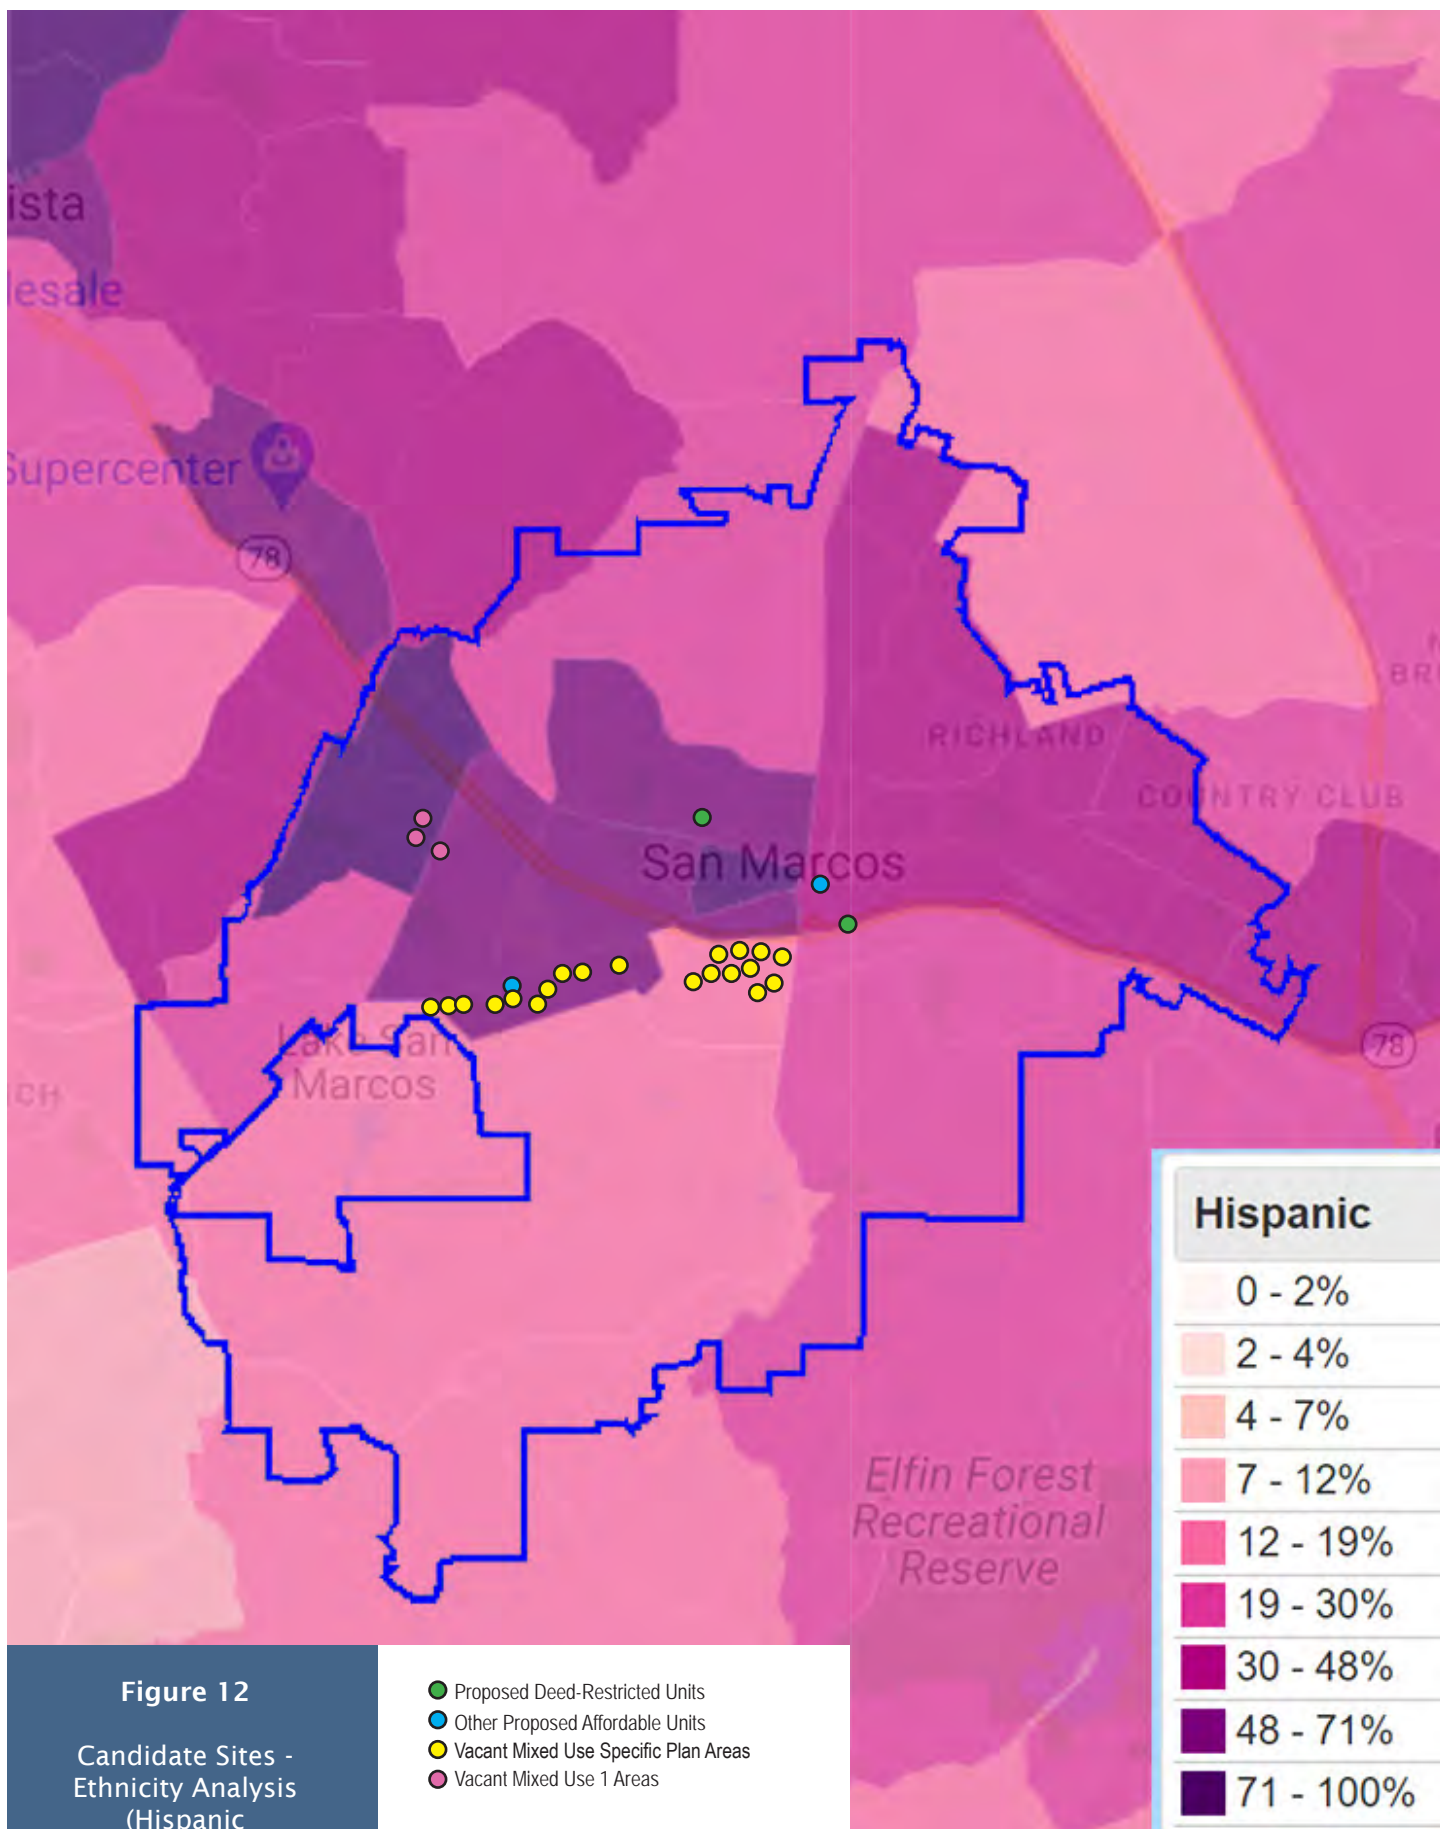 ista
lesale
Supercenter
78
RICHLAND
COUNTRY CLUB
San Marcos
Lake San
Marcos
CH
78
Elfin Forest
Recreational
Reserve
Hispanic
0 - 2%
2 - 4%
4 - 7%
7 - 12%
12 - 19%
19 - 30%
30 - 48%
48 - 71%
71 - 100%
Figure 12
Candidate Sites -
Ethnicity Analysis
(Hispanic
Proposed Deed-Restricted Units
Other Proposed Affordable Units
Vacant Mixed Use Specific Plan Areas
Vacant Mixed Use 1 Areas